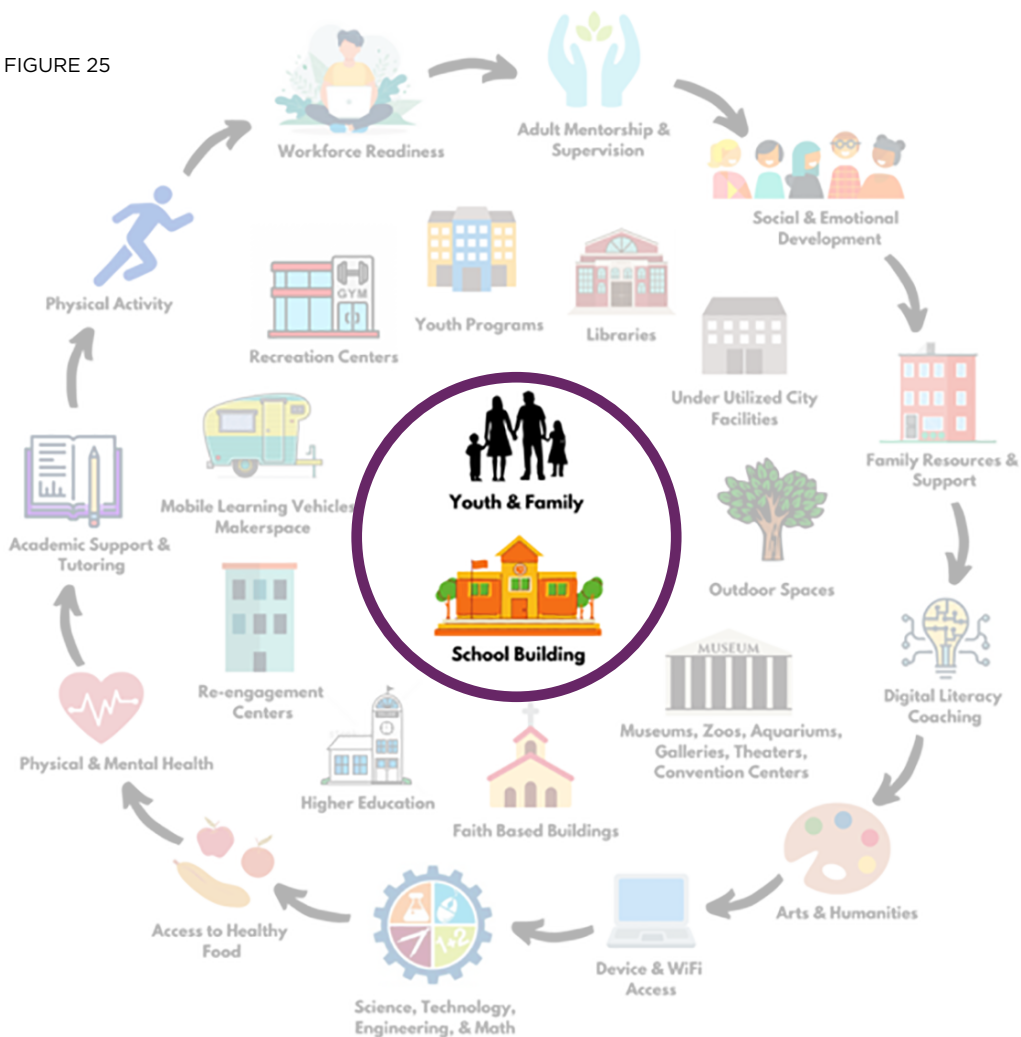 FIGURE 25
Workforce Readiness
Adult Mentorship &
Supervision
Social & Emotional
Development
Family Resources &
Support
Digital Literacy
Coaching
Arts & Humanities
Device & WiFi
Access
Science, Technology,
Engineering, & Math
1+2
Access to Healthy
Food
Physical & Mental Health
Academic Support &
Tutoring
Physical Activity
GYM
Recreation Centers
Youth Programs
Libraries
Under Utilized City
Facilities
Outdoor Spaces
MUSEUM
Museums, Zoos, Aquariums,
Galleries, Theaters,
Convention Centers
Faith Based Buildings
Higher Education
Re-engagement
Centers
Mobile Learning Vehicles
Makerspace
Youth & Family
School Building